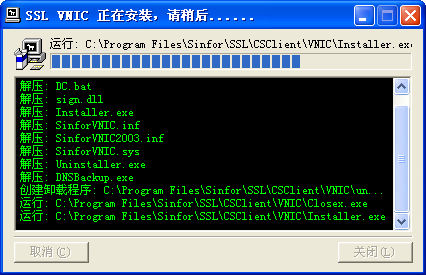 SSL VNIC 正在安装，请稍后......
运行: C:\Program Files\Sinfor\SSL\CSClient\VNIC\Installer.exe
解压: DC.bat
解压: sign.dll
解压: Installer.exe
解压: SinforVNIC.inf
解压: SinforVNIC2003.inf
解压: SinforVNIC.sys
解压: Uninstaller.exe
解压: DNSBackup.exe
创建卸载程序: C:\Program Files\Sinfor\SSL\CSClient\VNIC\un...
运行: C:\Program Files\Sinfor\SSL\CSClient\VNIC\Closex.exe
运行: C:\Program Files\Sinfor\SSL\CSClient\VNIC\Installer.exe
取消(C) 关闭(L)